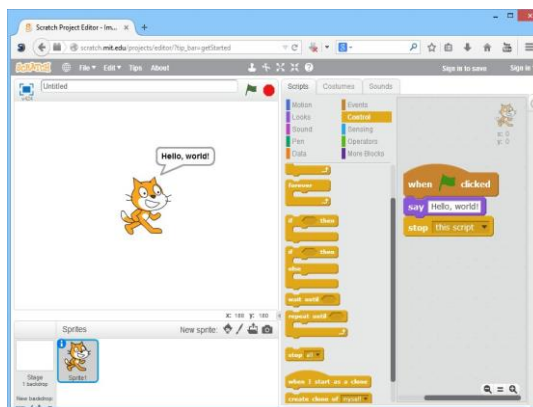 Scratch Project Editor - Im...
scratch.mit.edu/projects/editor/?tip_bar=getStarted
SCRATCH File Edit Tips About Sign in to save Sign in
Untitled
Scripts Costumes Sounds
Motion Events
Looks Control
Sound Sensing
Pen Operators
Data More Blocks
Hello, world!
forever
if then
if then
else
wait until
repeat until
stop all
when I start as a clone
create clone of myself
x: 0
y: 0
when clicked
say Hello, world!
stop this script
Sprites New sprite:
Stage
1 backdrop
New backdrop
Sprite1